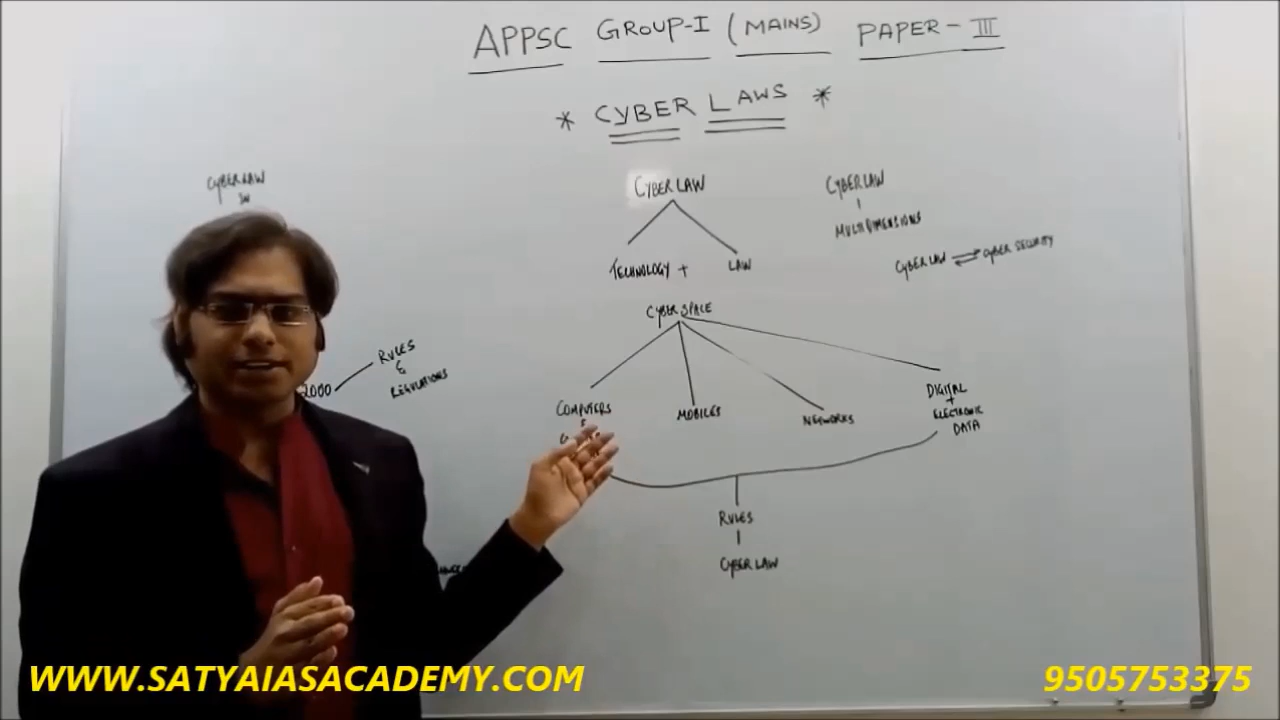 APPSC GROUP-I (MAINS) PAPER-III
* CYBER LAWS *
CYBER LAW
CYBER LAW
TECHNOLOGY + LAW
CYBER LAW
|
MULTIDIMENSIONS
CYBER LAW ⇌ CYBER SECURITY
CYBER SPACE
2000
RULES
&
REGULATIONS
COMPUTERS
MOBILES
NETWORKS
DIGITAL
+
ELECTRONIC
DATA
RULES
|
CYBER LAW
WWW.SATYAIASACADEMY.COM
9505753375